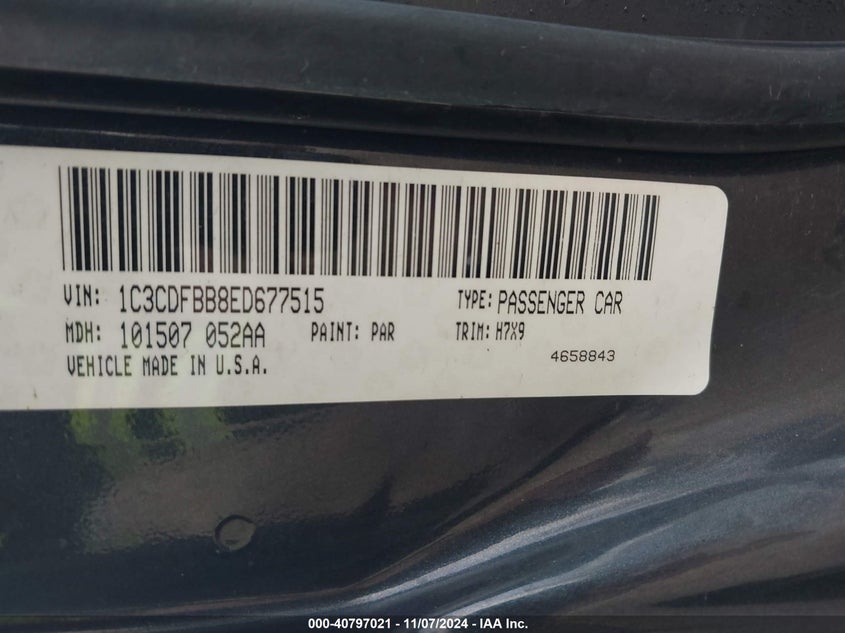 VIN: 1C3CDFBB8ED677515 TYPE: PASSENGER CAR
MDH: 101507 052AA PAINT: PAR TRIM: H7X9
VEHICLE MADE IN U.S.A. 4658843
000-40797021 — 11/07/2024 — IAA Inc.